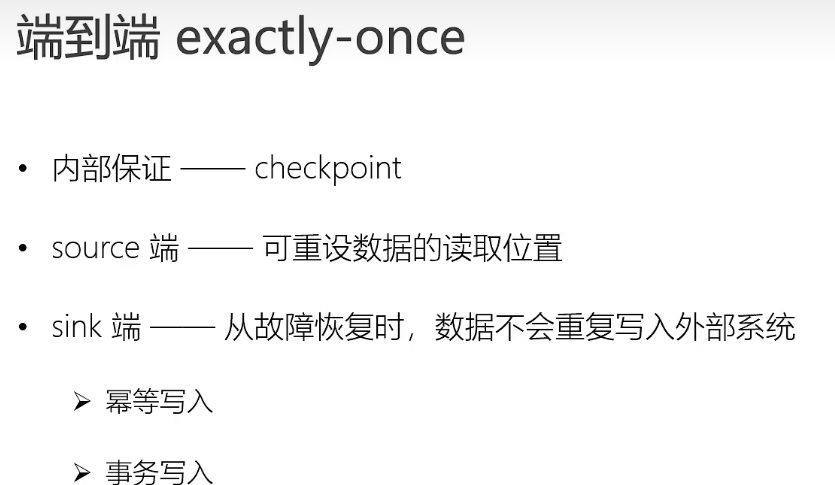 端到端 exactly-once
• 内部保证 —— checkpoint
• source 端 —— 可重设数据的读取位置
• sink 端 —— 从故障恢复时，数据不会重复写入外部系统
➢ 幂等写入
➢ 事务写入